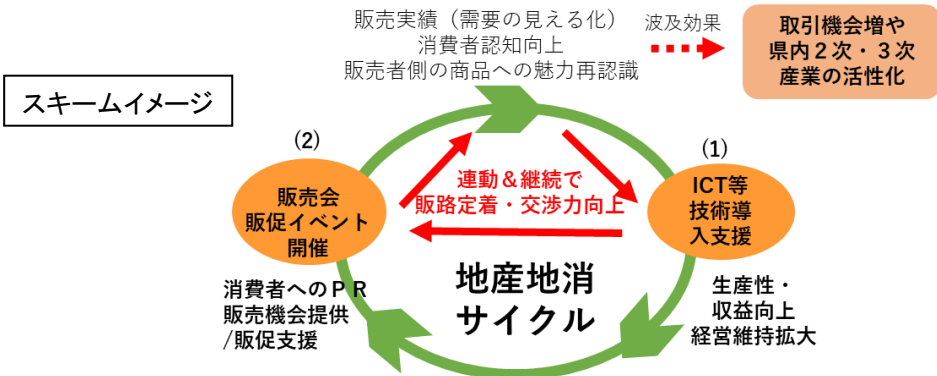 販売実績（需要の見える化）
消費者認知向上
販売者側の商品への魅力再認識
波及効果
取引機会増や
県内２次・３次
産業の活性化
スキームイメージ
(2)
販売会
販促イベント
開催
連動＆継続で
販路定着・交渉力向上
(1)
ICT等
技術導
入支援
地産地消
サイクル
消費者へのＰＲ
販売機会提供
/販促支援
生産性・
収益向上
経営維持拡大